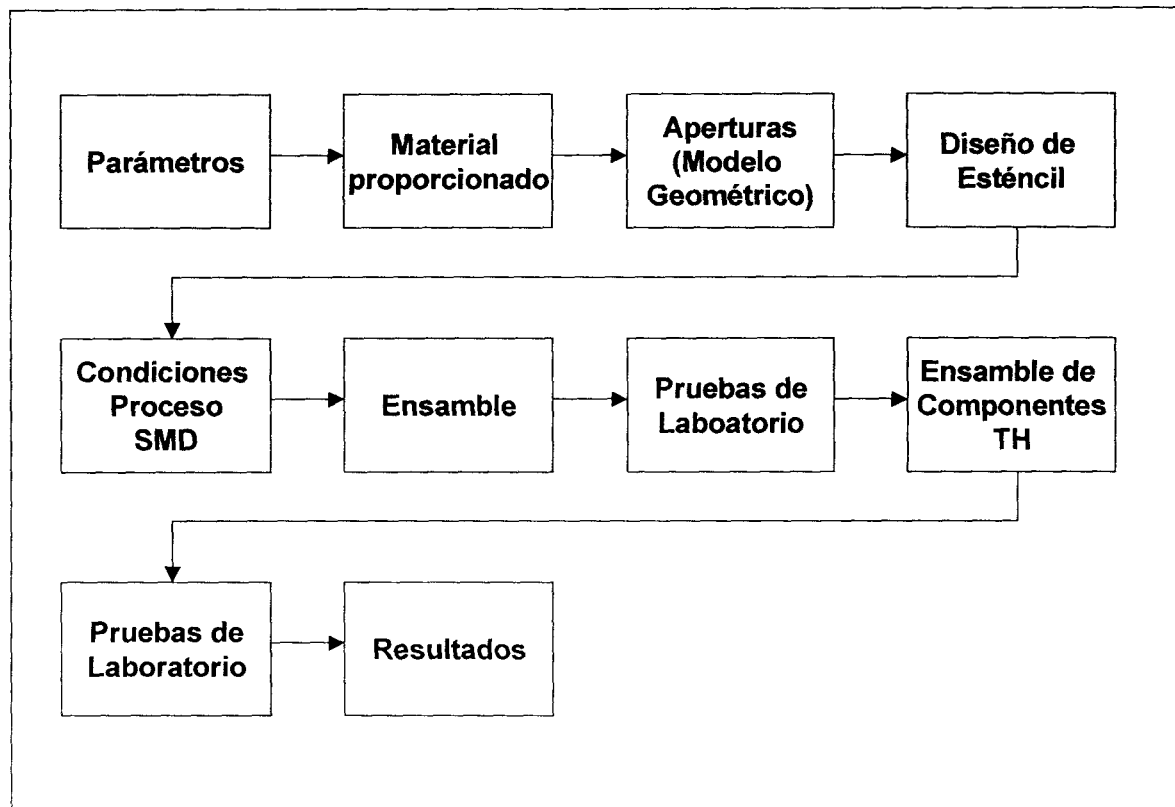 Parámetros
Material
proporcionado
Aperturas
(Modelo
Geométrico)
Diseño de
Esténcil
Condiciones
Proceso
SMD
Ensamble
Pruebas de
Laboatorio
Ensamble de
Componentes
TH
Pruebas de
Laboratorio
Resultados